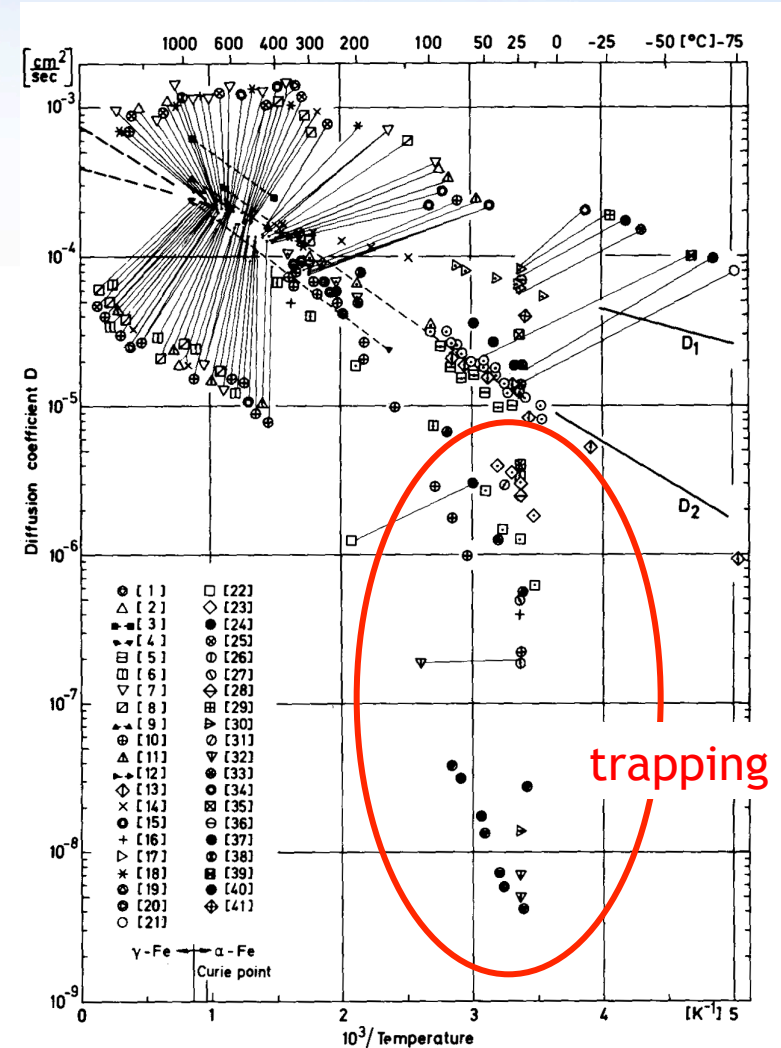 1000 600 400 300 200 100 50 25 0 -25 -50 [°C]-75
[cm²/sec]
10⁻³
10⁻⁴
10⁻⁵
10⁻⁶
10⁻⁷
10⁻⁸
10⁻⁹
Diffusion coefficient D
D₁
D₂
trapping
[ 1 ] [22]
[ 2 ] [23]
[ 3 ] [24]
[ 4 ] [25]
[ 5 ] [26]
[ 6 ] [27]
[ 7 ] [28]
[ 8 ] [29]
[ 9 ] [30]
[10] [31]
[11] [32]
[12] [33]
[13] [34]
[14] [35]
[15] [36]
[16] [37]
[17] [38]
[18] [39]
[19] [40]
[20] [41]
[21]
γ-Fe α-Fe
Curie point
0 1 2 3 4 [K⁻¹] 5
10³/Temperature